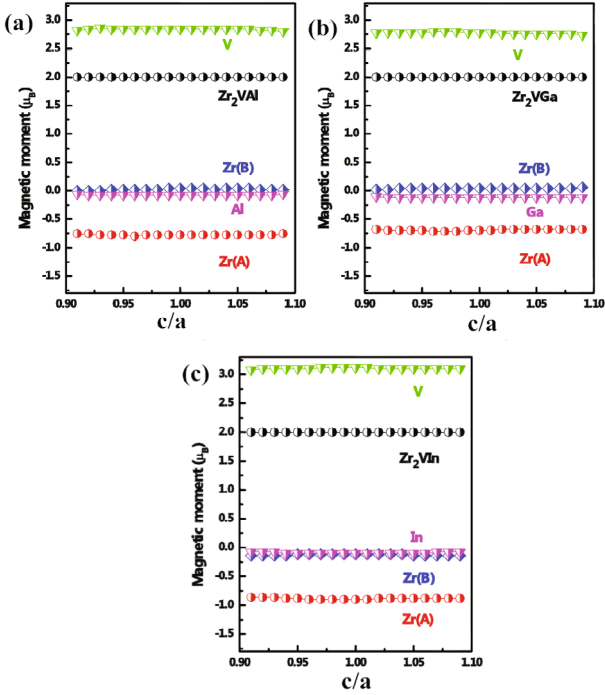 (a)
Magnetic moment (μB)
3.0
2.5
2.0
1.5
1.0
0.5
0.0
-0.5
-1.0
-1.5
V
Zr2VAl
Zr(B)
Al
Zr(A)
0.90 0.95 1.00 1.05 1.10
c/a
(b)
Magnetic moment (μB)
3.0
2.5
2.0
1.5
1.0
0.5
0.0
-0.5
-1.0
-1.5
V
Zr2VGa
Zr(B)
Ga
Zr(A)
0.90 0.95 1.00 1.05 1.10
c/a
(c)
Magnetic moment (μB)
3.0
2.5
2.0
1.5
1.0
0.5
0.0
-0.5
-1.0
-1.5
V
Zr2VIn
In
Zr(B)
Zr(A)
0.90 0.95 1.00 1.05 1.10
c/a